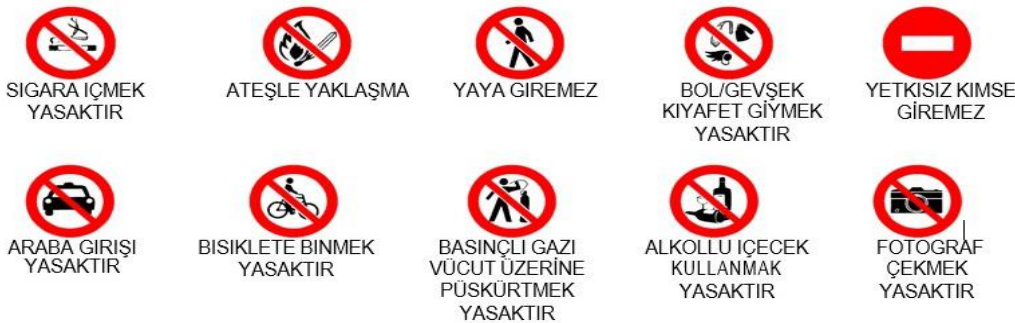 SIGARA IÇMEK
YASAKTIR
ATEŞLE YAKLAŞMA
YAYA GIREMEZ
BOL/GEVŞEK
KIYAFET GİYMEK
YASAKTIR
YETKISIZ KIMSE
GİREMEZ
ARABA GIRIŞI
YASAKTIR
BISIKLETE BINMEK
YASAKTIR
BASINÇLI GAZI
VÜCUT ÜZERİNE
PÜSKÜRTMEK
YASAKTIR
ALKOLLU IÇECEK
KULLANMAK
YASAKTIR
FOTOGRAF
ÇEKMEK
YASAKTIR